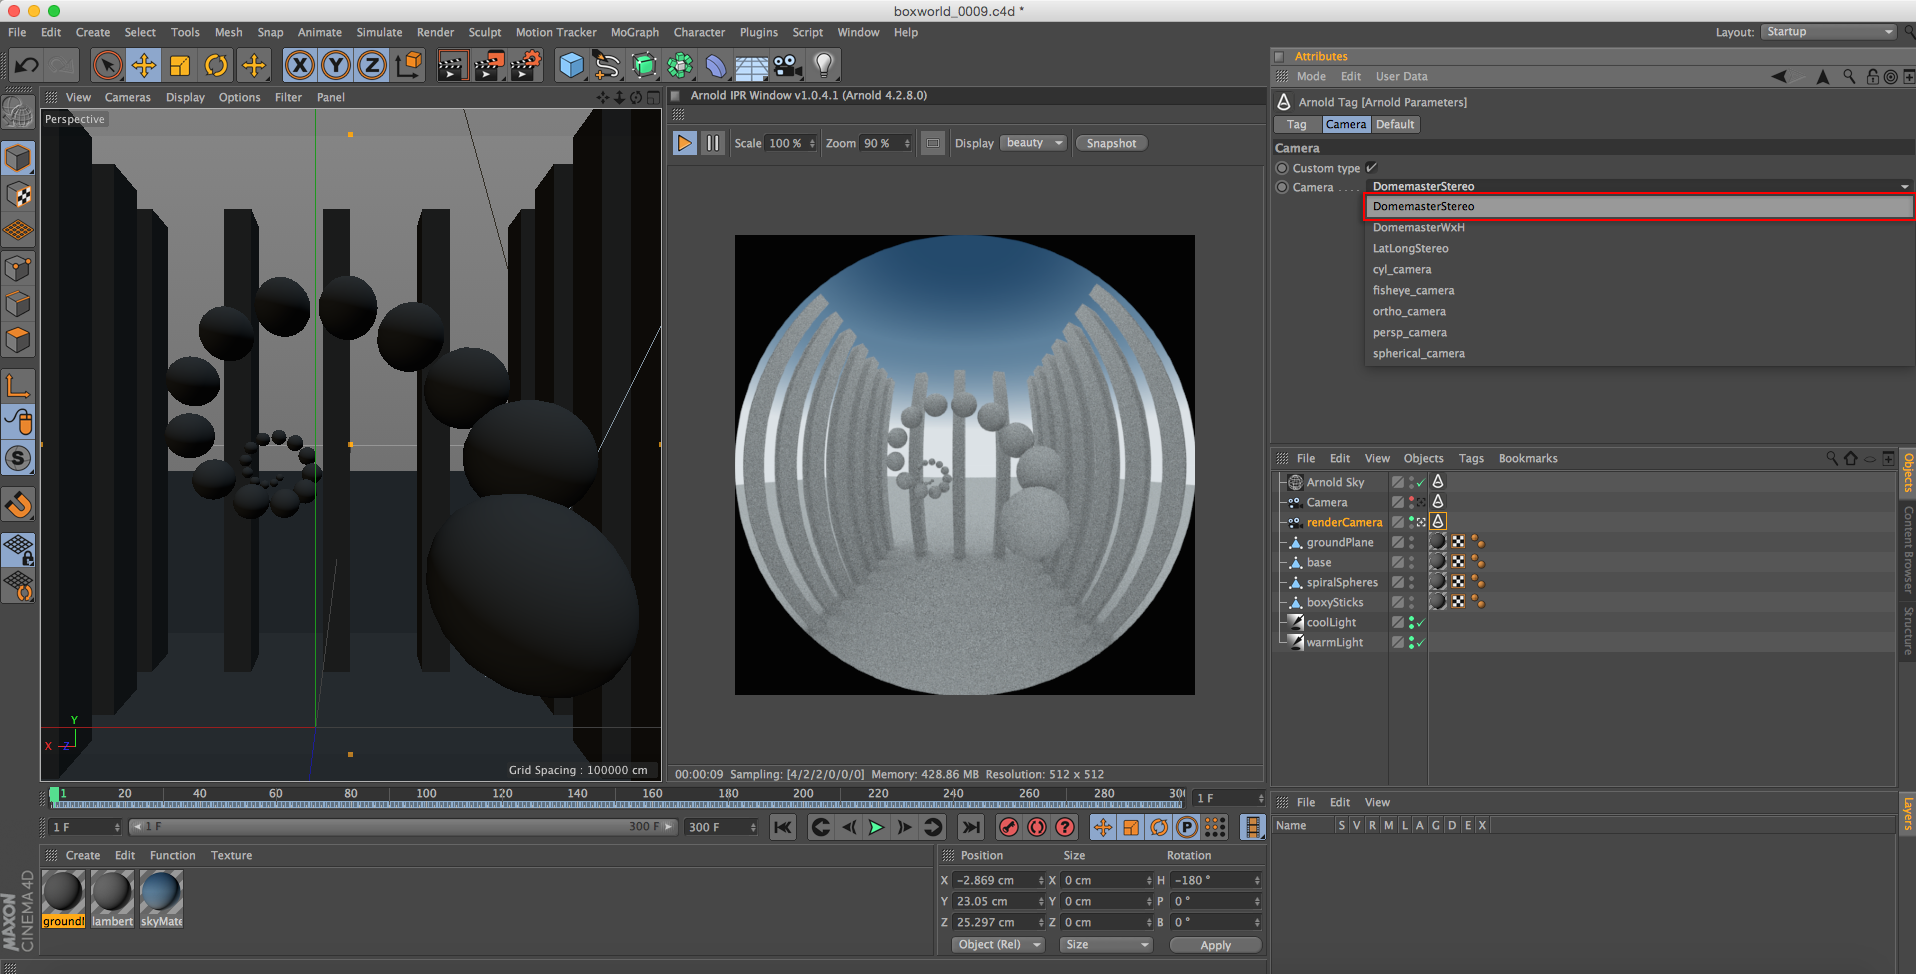 boxworld_0009.c4d *
File Edit Create Select Tools Mesh Snap Animate Simulate Render Sculpt Motion Tracker MoGraph Character Plugins Script Window Help
Layout: Startup
X Y Z
View Cameras Display Options Filter Panel
Perspective
Y
X Z
Grid Spacing : 100000 cm
S
Arnold IPR Window v1.0.4.1 (Arnold 4.2.8.0)
Scale 100 % Zoom 90 % Display beauty Snapshot
00:00:09 Sampling: [4/2/2/0/0/0] Memory: 428.86 MB Resolution: 512 x 512
Attributes
Mode Edit User Data
Arnold Tag [Arnold Parameters]
Tag Camera Default
Camera
Custom type
Camera . . . . DomemasterStereo
DomemasterStereo
DomemasterWxH
LatLongStereo
cyl_camera
fisheye_camera
ortho_camera
persp_camera
spherical_camera
File Edit View Objects Tags Bookmarks
Arnold Sky
Camera
renderCamera
groundPlane
base
spiralSpheres
boxySticks
coolLight
warmLight
Objects
Content Browser
Structure
File Edit View
Name S V R M L A G D E X
Layers
1 20 40 60 80 100 120 140 160 180 200 220 240 260 280 300
1 F
1 F 1 F 300 F 300 F
P
Create Edit Function Texture
ground! lambert skyMate
MAXON
CINEMA4D
Position Size Rotation
X -2.869 cm X 0 cm H -180 °
Y 23.05 cm Y 0 cm P 0 °
Z 25.297 cm Z 0 cm B 0 °
Object (Rel) Size Apply